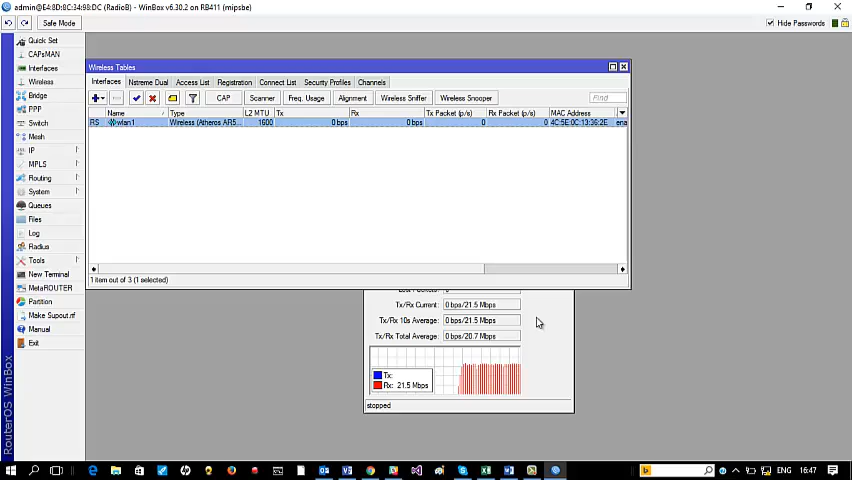 admin@E4:8D:8C:34:98:DC (RadioB) - WinBox v6.30.2 on RB411 (mipsbe)
Safe Mode
Hide Passwords
Quick Set
CAPsMAN
Interfaces
Wireless
Bridge
PPP
Switch
Mesh
IP
MPLS
Routing
System
Queues
Files
Log
Radius
Tools
New Terminal
MetaROUTER
Partition
Make Supout.rif
Manual
Exit
RouterOS WinBox
Wireless Tables
Interfaces Nstreme Dual Access List Registration Connect List Security Profiles Channels
CAP Scanner Freq. Usage Alignment Wireless Sniffer Wireless Snooper Find
Name Type L2 MTU Tx Rx Tx Packet (p/s) Rx Packet (p/s) MAC Address
RS wlan1 Wireless (Atheros AR5... 1600 0 bps 0 bps 0 0 4C:5E:0C:13:36:2E ena
1 item out of 3 (1 selected)
Tx/Rx Current: 0 bps/21.5 Mbps
Tx/Rx 10s Average: 0 bps/21.5 Mbps
Tx/Rx Total Average: 0 bps/20.7 Mbps
Tx:
Rx: 21.5 Mbps
stopped
ENG 16:47